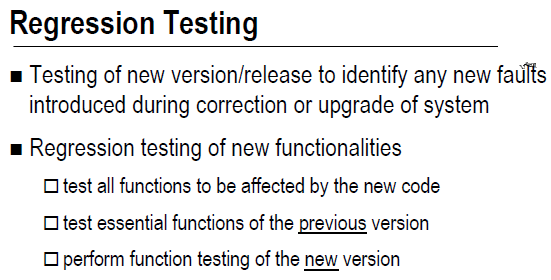 Regression Testing
■ Testing of new version/release to identify any new faults
introduced during correction or upgrade of system
■ Regression testing of new functionalities
□ test all functions to be affected by the new code
□ test essential functions of the previous version
□ perform function testing of the new version